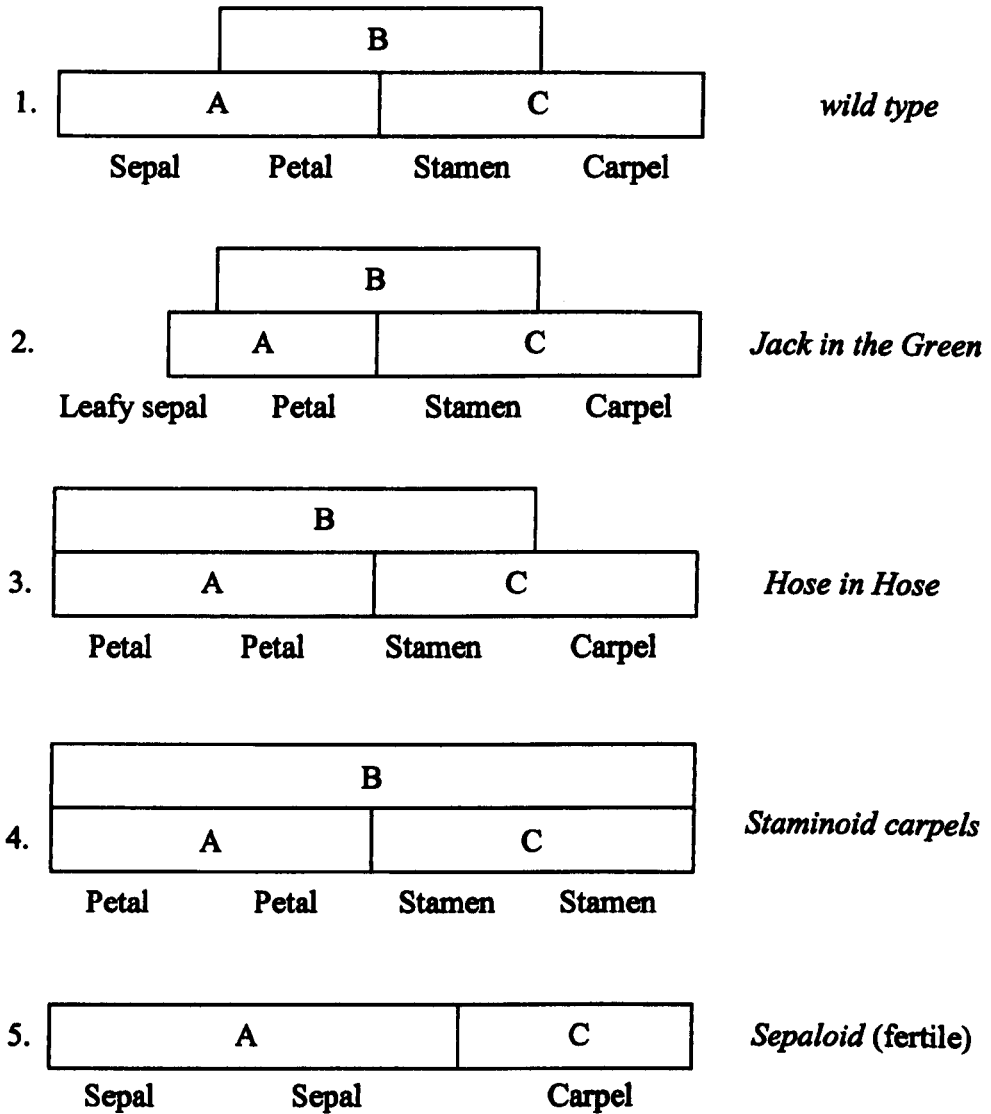 B
1. A C wild type
Sepal Petal Stamen Carpel
B
2. A C Jack in the Green
Leafy sepal Petal Stamen Carpel
B
3. A C Hose in Hose
Petal Petal Stamen Carpel
B
4. A C Staminoid carpels
Petal Petal Stamen Stamen
5. A C Sepaloid (fertile)
Sepal Sepal Carpel